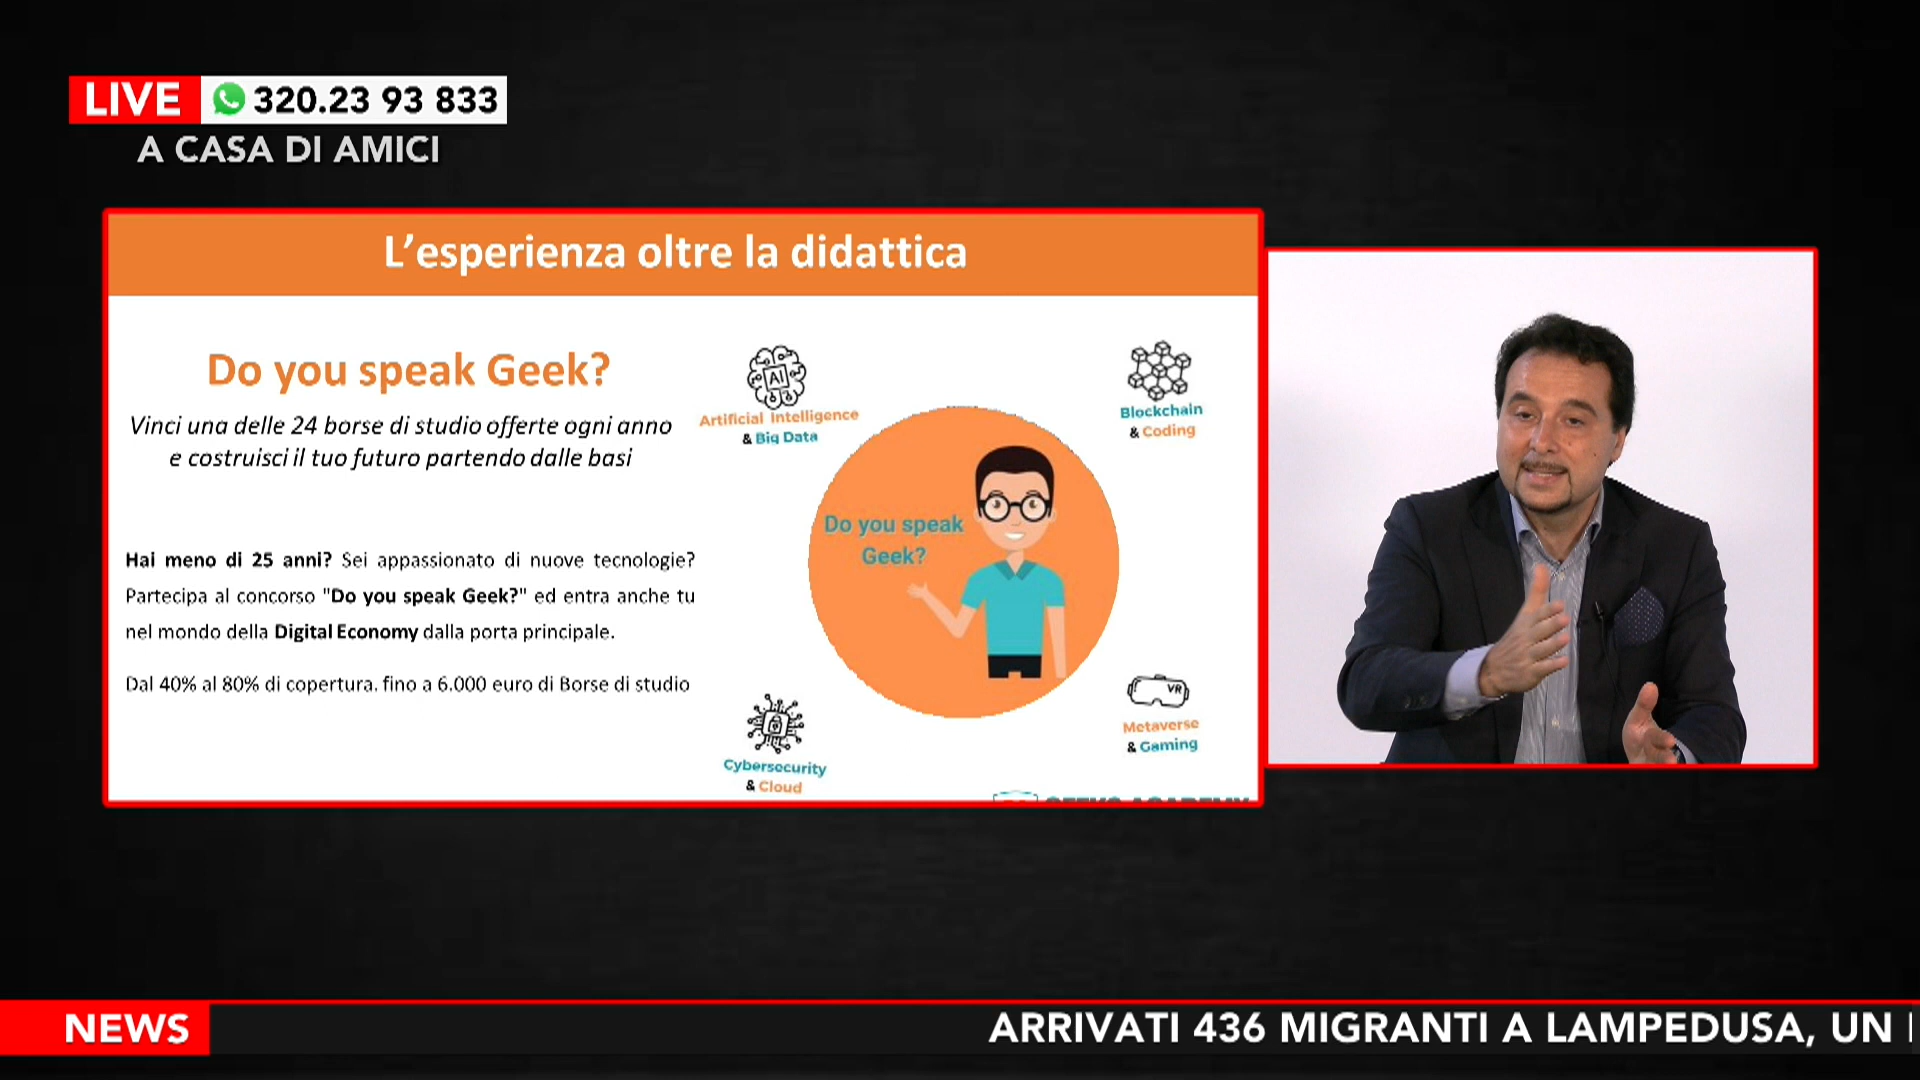 LIVE 320.23 93 833
A CASA DI AMICI
L'esperienza oltre la didattica
Do you speak Geek?
Vinci una delle 24 borse di studio offerte ogni anno
e costruisci il tuo futuro partendo dalle basi
Hai meno di 25 anni? Sei appassionato di nuove tecnologie?
Partecipa al concorso "Do you speak Geek?" ed entra anche tu
nel mondo della Digital Economy dalla porta principale.
Dal 40% al 80% di copertura. fino a 6.000 euro di Borse di studio
AI
Artificial Intelligence
& Big Data
Blockchain
& Coding
Do you speak
Geek?
Cybersecurity
& Cloud
VR
Metaverse
& Gaming
NEWS
ARRIVATI 436 MIGRANTI A LAMPEDUSA, UN